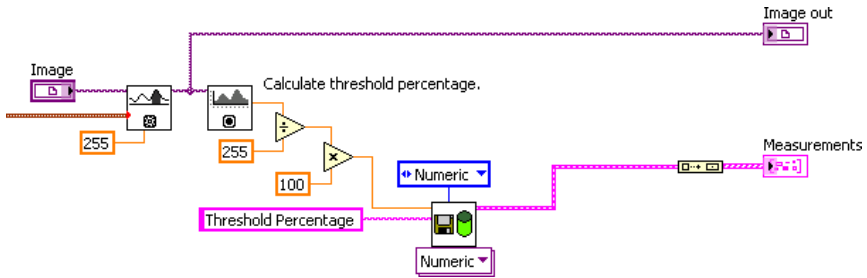 Image out
Image
Calculate threshold percentage.
255
255
÷
x
100
Numeric
Measurements
Threshold Percentage
Numeric